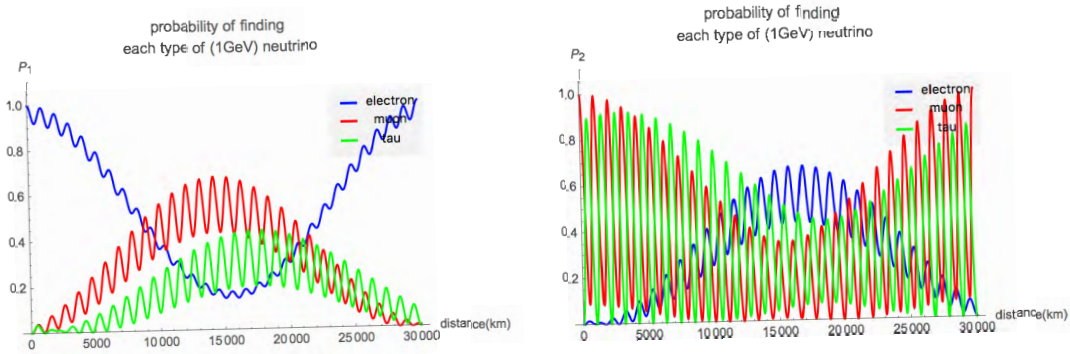 probability of finding
each type of (1GeV) neutrino
P1
1.0
0.8
0.6
0.4
0.2
electron
muon
tau
0
5000
10000
15000
20000
25000
30000
distance(km)
probability of finding
each type of (1GeV) neutrino
P2
1.0
0.8
0.6
0.4
0.2
electron
muon
tau
0
5000
10000
15000
20000
25000
30000
distance(km)